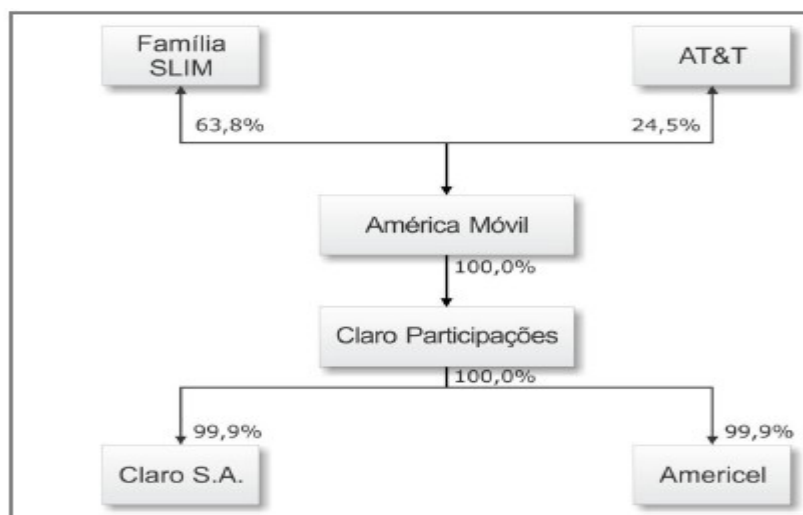 Família
SLIM
AT&T
63,8%
24,5%
América Móvil
100,0%
Claro Participações
100,0%
99,9%
99,9%
Claro S.A.
Americel